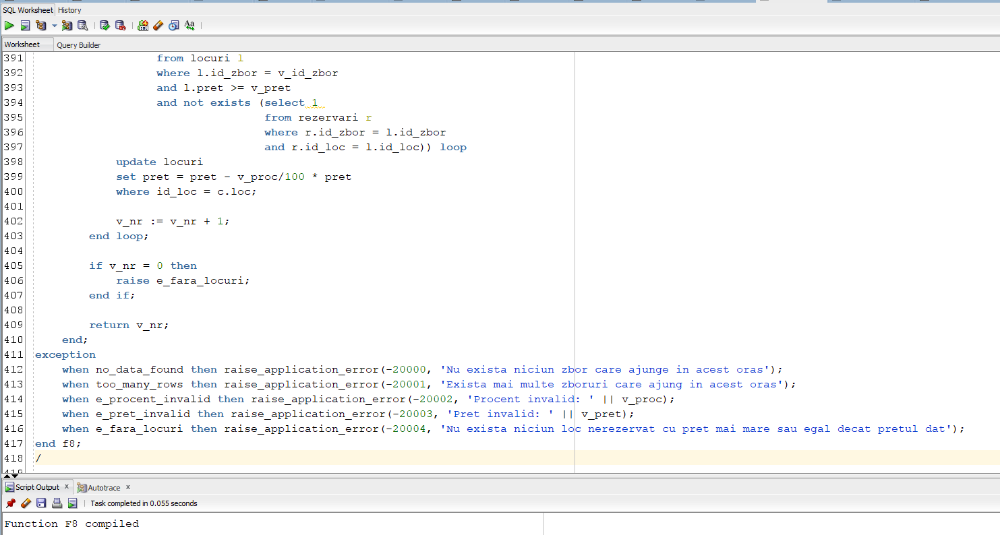 SQL Worksheet History
Worksheet Query Builder
391 from locuri l
392 where l.id_zbor = v_id_zbor
393 and l.pret >= v_pret
394 and not exists (select 1
395 from rezervari r
396 where r.id_zbor = l.id_zbor
397 and r.id_loc = l.id_loc)) loop
398 update locuri
399 set pret = pret - v_proc/100 * pret
400 where id_loc = c.loc;
401
402 v_nr := v_nr + 1;
403 end loop;
404
405 if v_nr = 0 then
406 raise e_fara_locuri;
407 end if;
408
409 return v_nr;
410 end;
411 exception
412 when no_data_found then raise_application_error(-20000, 'Nu exista niciun zbor care ajunge in acest oras');
413 when too_many_rows then raise_application_error(-20001, 'Exista mai multe zboruri care ajung in acest oras');
414 when e_procent_invalid then raise_application_error(-20002, 'Procent invalid: ' || v_proc);
415 when e_pret_invalid then raise_application_error(-20003, 'Pret invalid: ' || v_pret);
416 when e_fara_locuri then raise_application_error(-20004, 'Nu exista niciun loc nerezervat cu pret mai mare sau egal decat pretul dat');
417 end f8;
418 /
419
Script Output x Autotrace x
Task completed in 0.055 seconds
Function F8 compiled